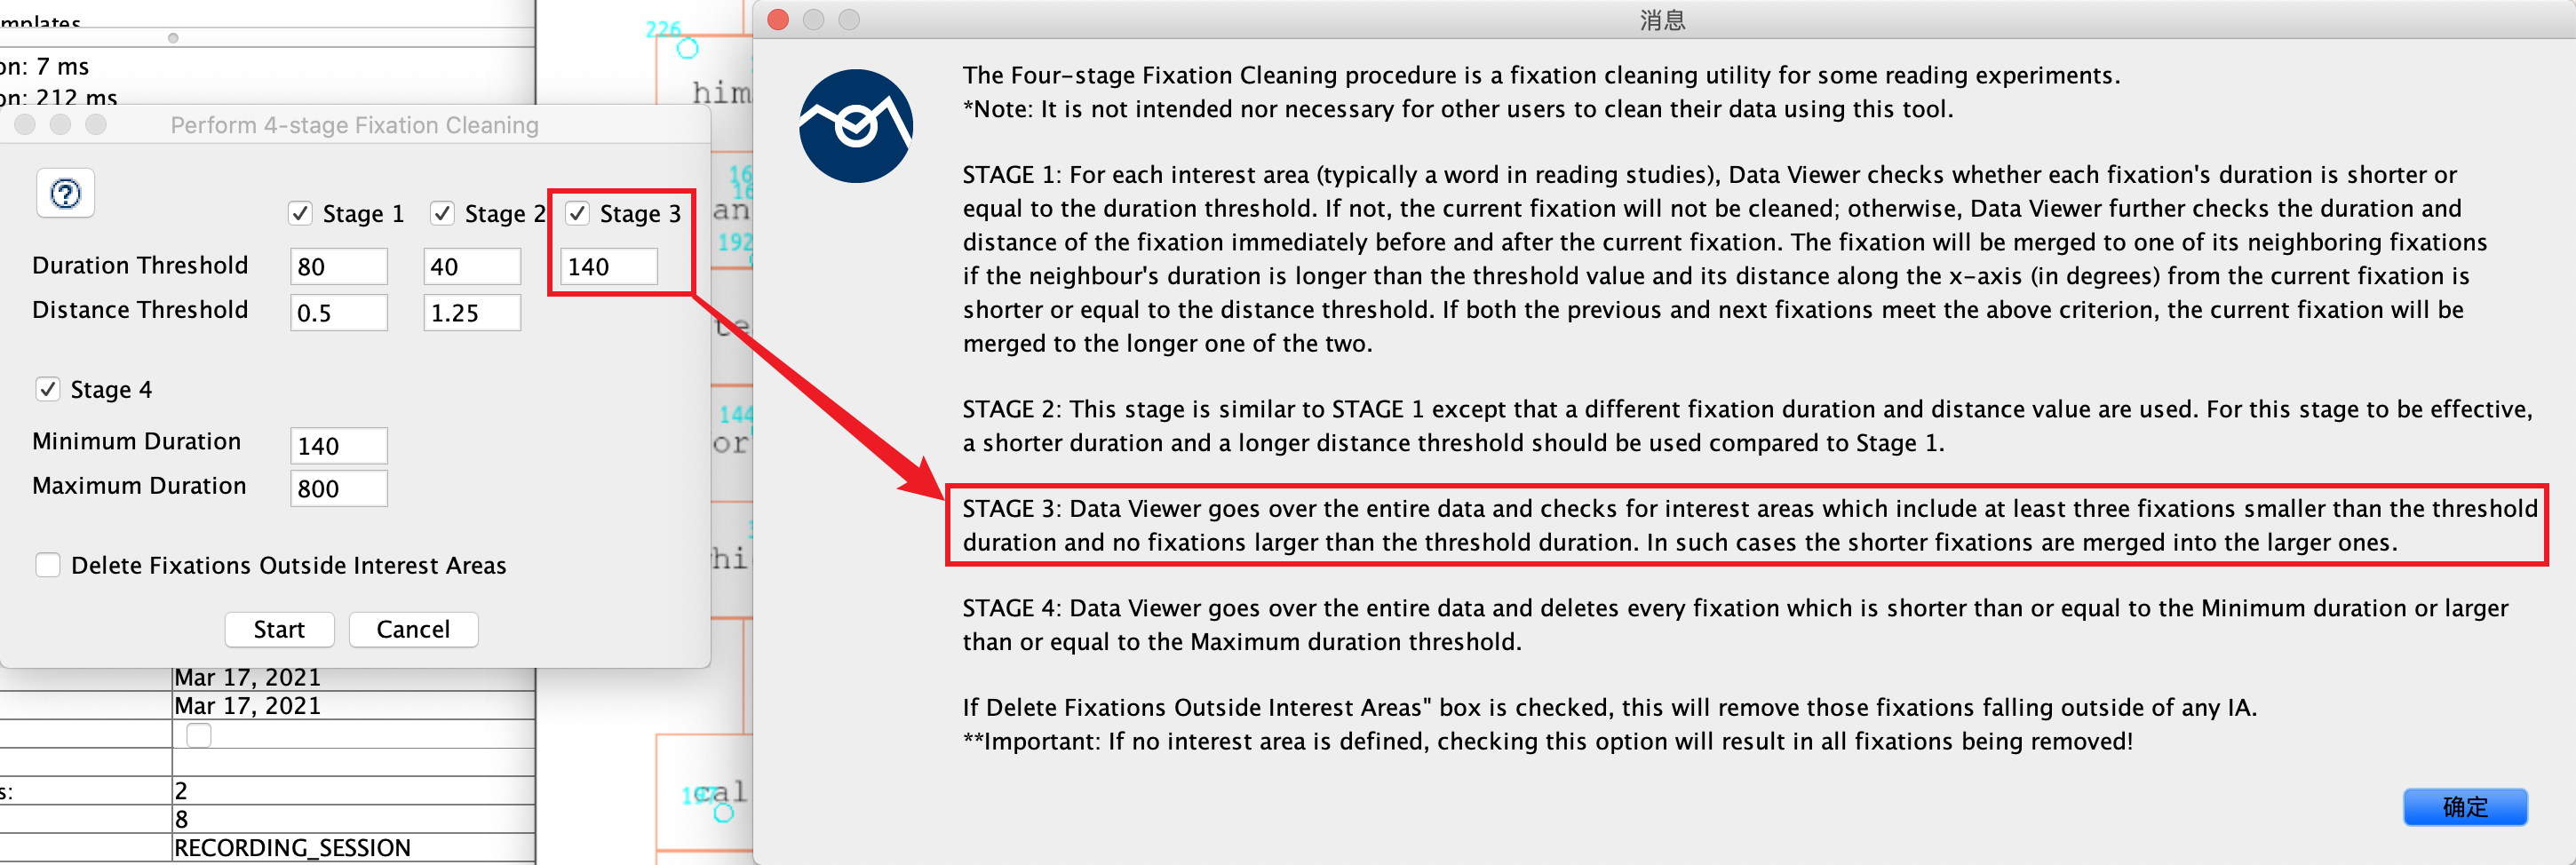 mplates
on: 7 ms
on: 212 ms
Perform 4-stage Fixation Cleaning
Stage 1
Stage 2
Stage 3
Duration Threshold
80
40
140
Distance Threshold
0.5
1.25
Stage 4
Minimum Duration
140
Maximum Duration
800
Delete Fixations Outside Interest Areas
Start
Cancel
Mar 17, 2021
Mar 17, 2021
s:
2
8
RECORDING_SESSION
226
him
16
an
192
te
144
or
hi
197
cal
消息
The Four-stage Fixation Cleaning procedure is a fixation cleaning utility for some reading experiments.
*Note: It is not intended nor necessary for other users to clean their data using this tool.
STAGE 1: For each interest area (typically a word in reading studies), Data Viewer checks whether each fixation's duration is shorter or
equal to the duration threshold. If not, the current fixation will not be cleaned; otherwise, Data Viewer further checks the duration and
distance of the fixation immediately before and after the current fixation. The fixation will be merged to one of its neighboring fixations
if the neighbour's duration is longer than the threshold value and its distance along the x-axis (in degrees) from the current fixation is
shorter or equal to the distance threshold. If both the previous and next fixations meet the above criterion, the current fixation will be
merged to the longer one of the two.
STAGE 2: This stage is similar to STAGE 1 except that a different fixation duration and distance value are used. For this stage to be effective,
a shorter duration and a longer distance threshold should be used compared to Stage 1.
STAGE 3: Data Viewer goes over the entire data and checks for interest areas which include at least three fixations smaller than the threshold
duration and no fixations larger than the threshold duration. In such cases the shorter fixations are merged into the larger ones.
STAGE 4: Data Viewer goes over the entire data and deletes every fixation which is shorter than or equal to the Minimum duration or larger
than or equal to the Maximum duration threshold.
If Delete Fixations Outside Interest Areas" box is checked, this will remove those fixations falling outside of any IA.
**Important: If no interest area is defined, checking this option will result in all fixations being removed!
确定